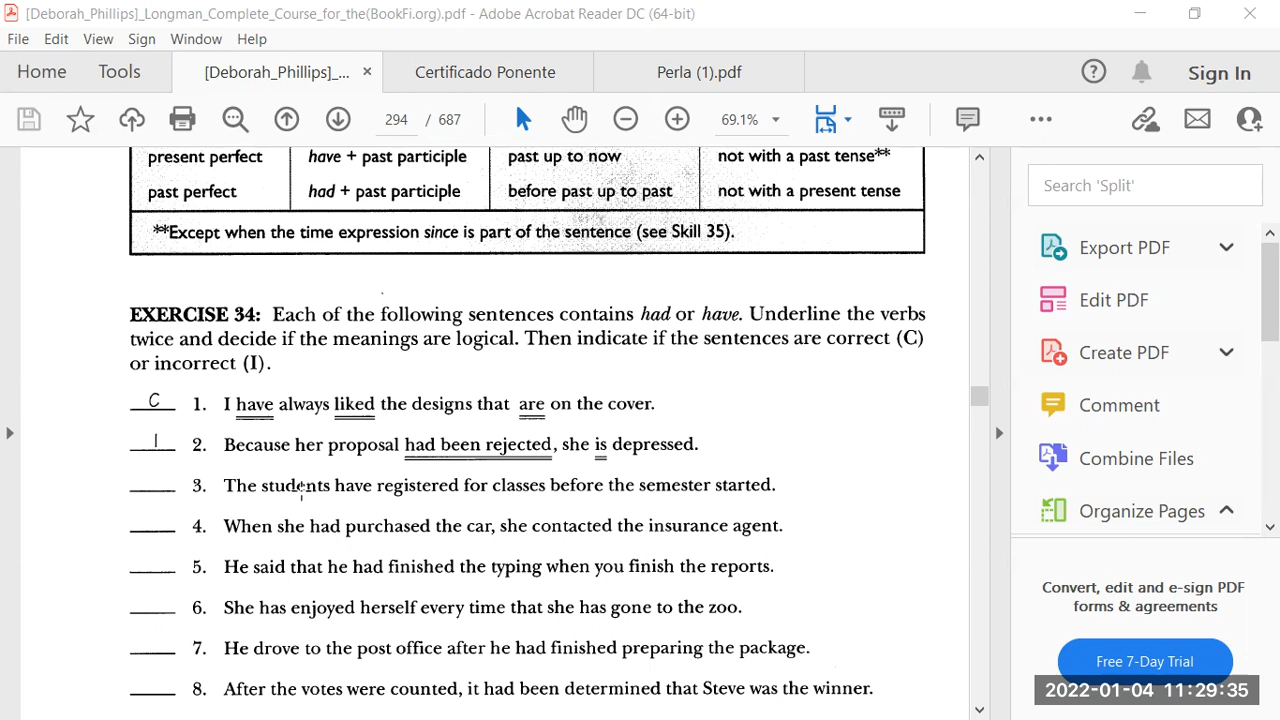 [Deborah_Phillips]_Longman_Complete_Course_for_the(BookFi.org).pdf - Adobe Acrobat Reader DC (64-bit)
File Edit View Sign Window Help
Home Tools [Deborah_Phillips]_... × Certificado Ponente Perla (1).pdf Sign In
294 / 687 69.1%
present perfect have + past participle past up to now not with a past tense**
past perfect had + past participle before past up to past not with a present tense
**Except when the time expression since is part of the sentence (see Skill 35).
EXERCISE 34: Each of the following sentences contains had or have. Underline the verbs
twice and decide if the meanings are logical. Then indicate if the sentences are correct (C)
or incorrect (I).
C 1. I have always liked the designs that are on the cover.
I 2. Because her proposal had been rejected, she is depressed.
3. The students have registered for classes before the semester started.
4. When she had purchased the car, she contacted the insurance agent.
5. He said that he had finished the typing when you finish the reports.
6. She has enjoyed herself every time that she has gone to the zoo.
7. He drove to the post office after he had finished preparing the package.
8. After the votes were counted, it had been determined that Steve was the winner.
Search 'Split'
Export PDF
Edit PDF
Create PDF
Comment
Combine Files
Organize Pages
Convert, edit and e-sign PDF
forms & agreements
Free 7-Day Trial
2022-01-04 11:29:35